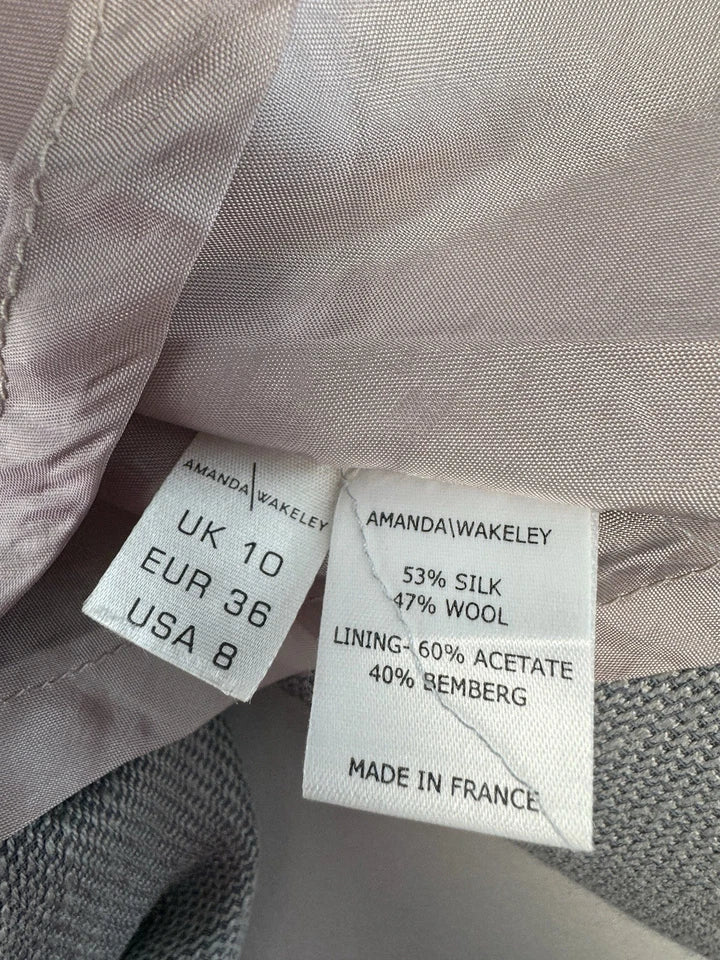 AMANDA\WAKELEY
UK 10
EUR 36
USA 8
AMANDA\WAKELEY
53% SILK
47% WOOL
LINING- 60% ACETATE
40% BEMBERG
MADE IN FRANCE